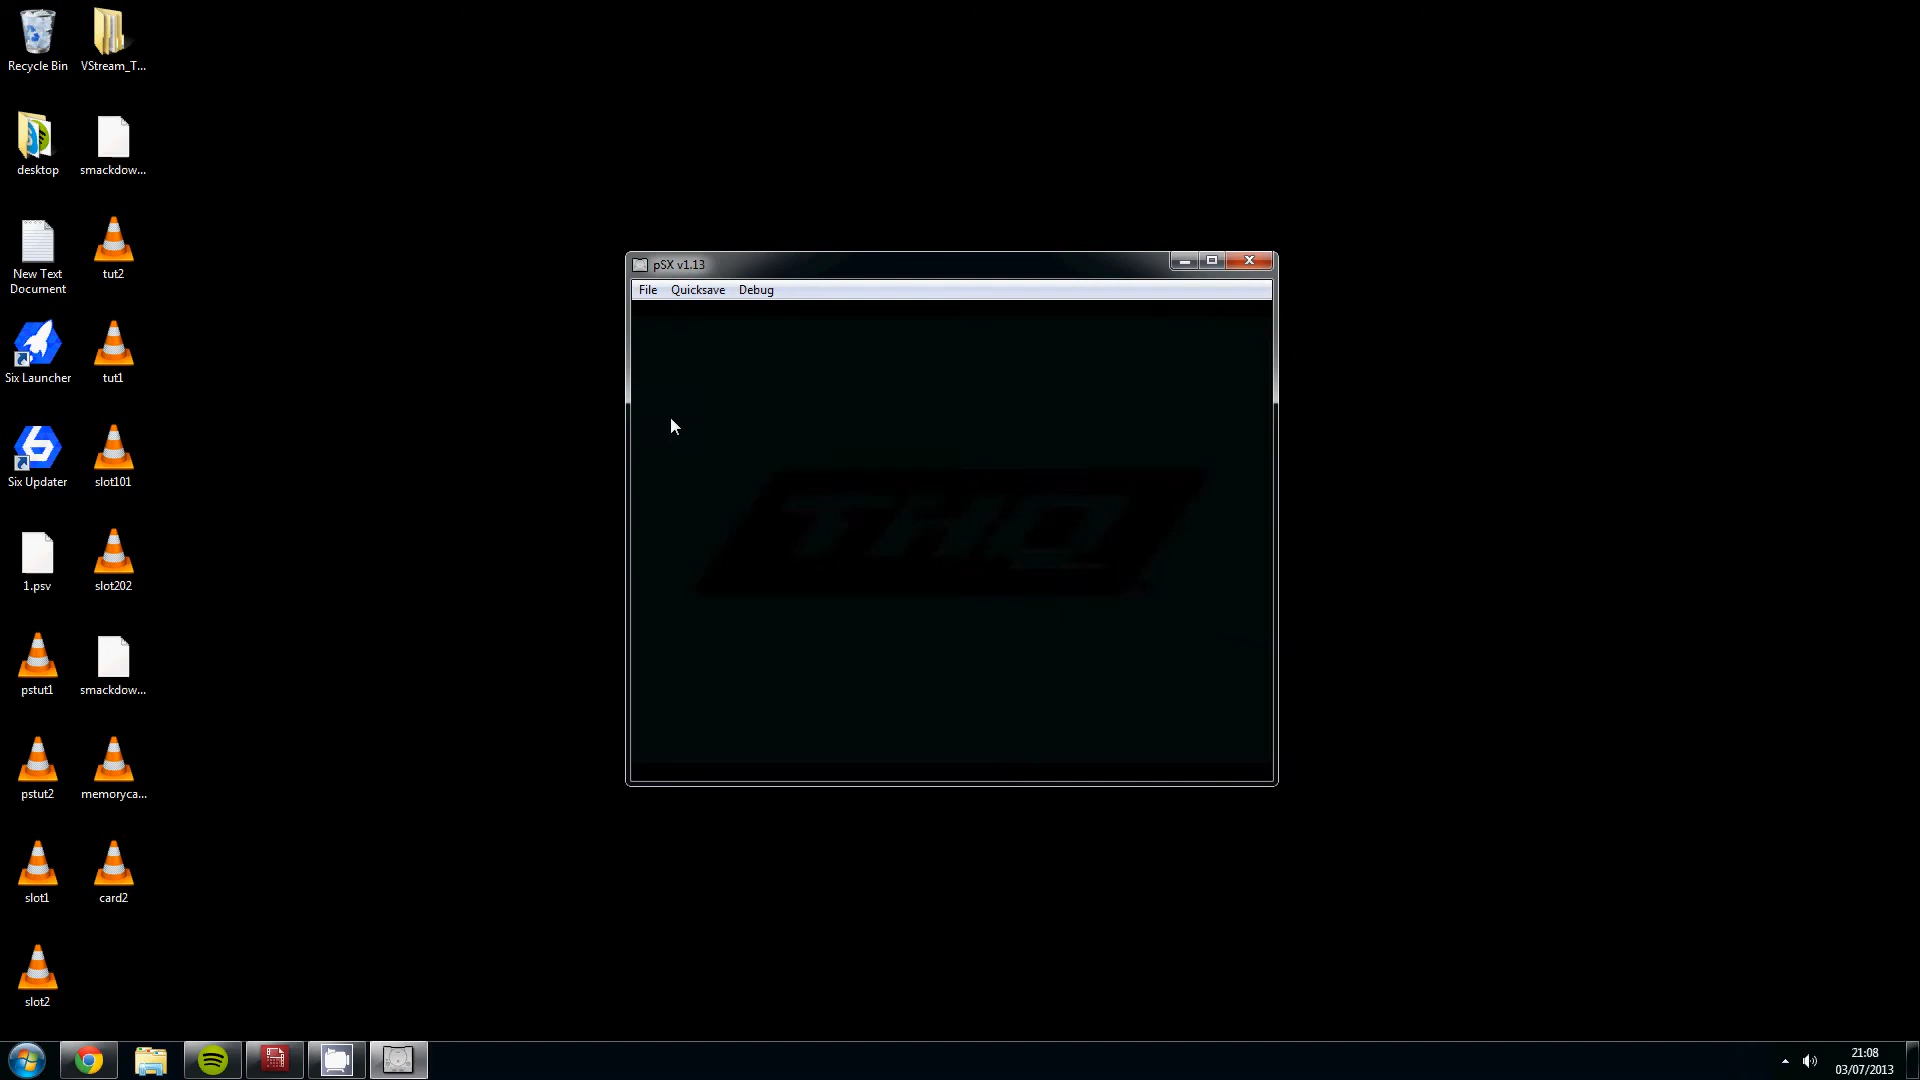 Recycle Bin
VStream_T...
desktop
smackdow...
New Text
Document
tut2
Six Launcher
tut1
Six Updater
slot101
1.psv
slot202
pstut1
smackdow...
pstut2
memoryca...
slot1
card2
slot2
pSX v1.13
File
Quicksave
Debug
THQ
21:08
03/07/2013